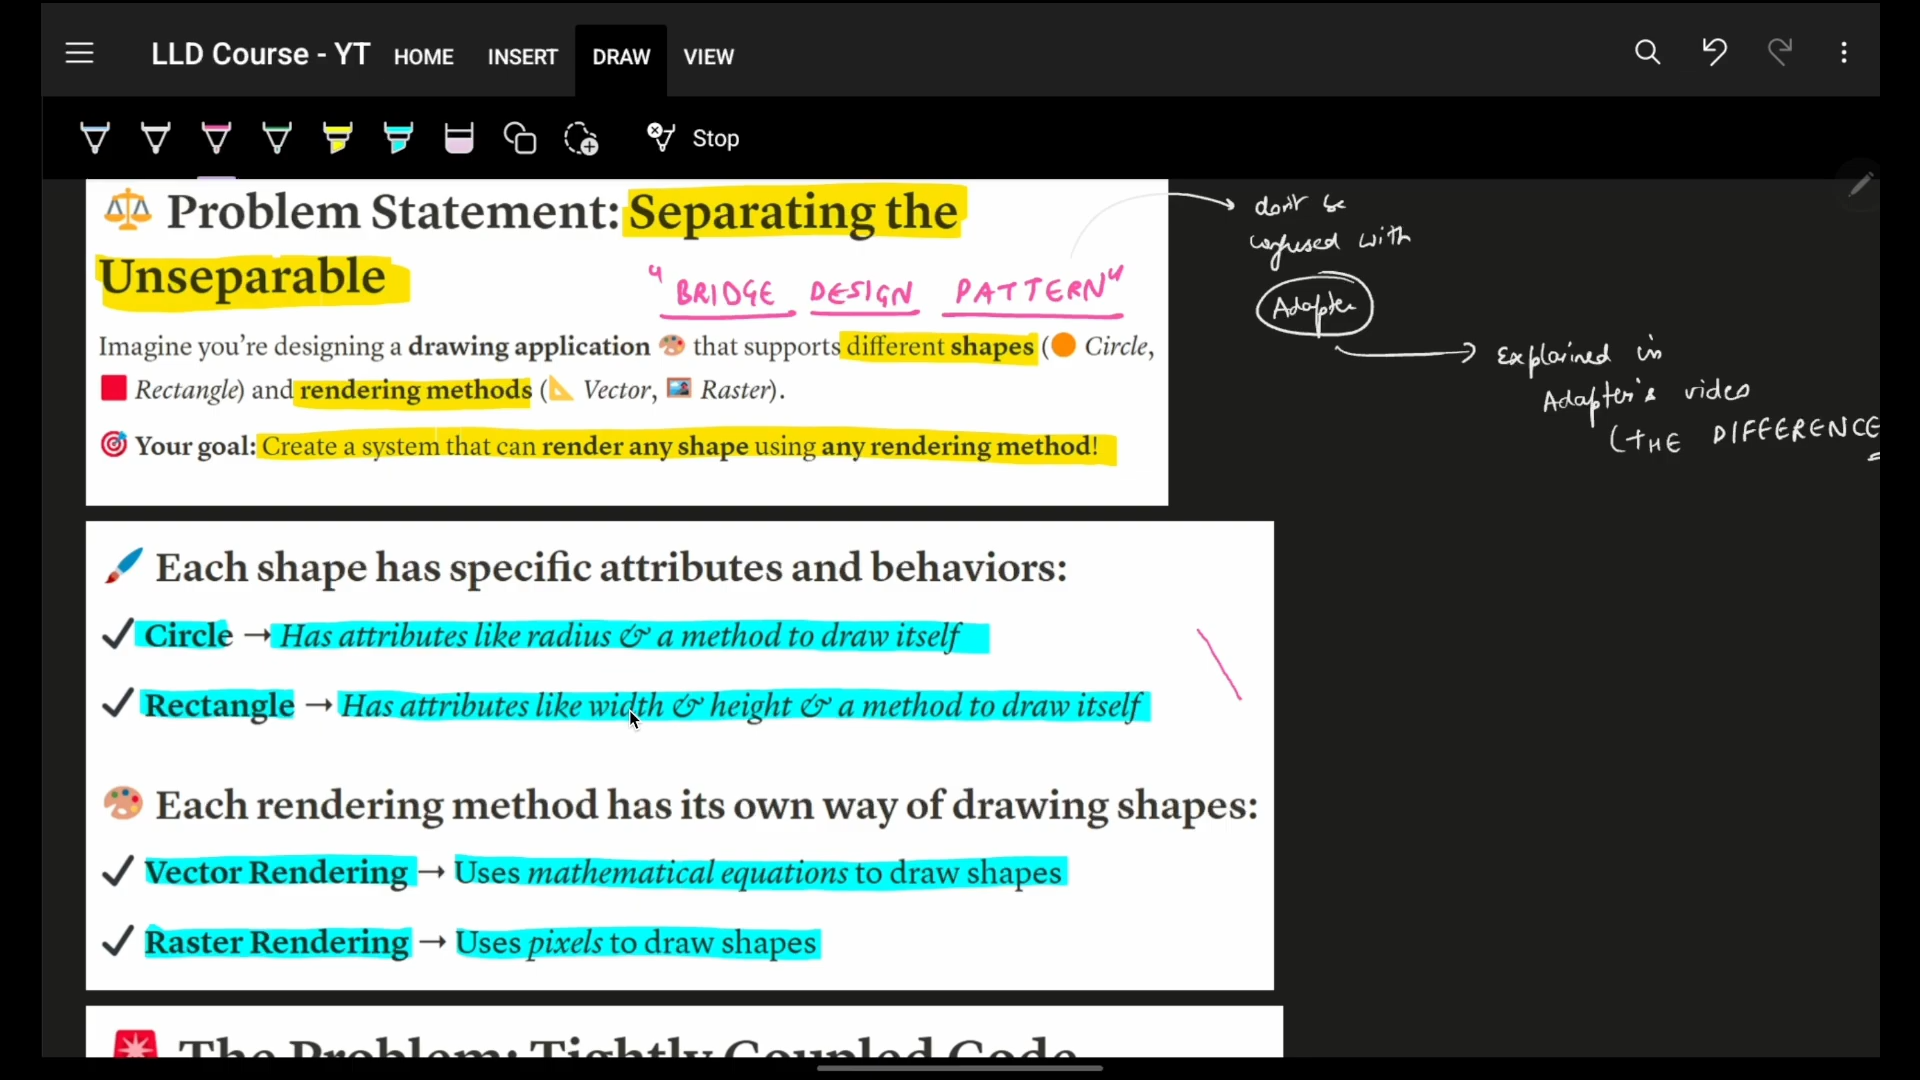 LLD Course - YT HOME INSERT DRAW VIEW
Stop
Problem Statement: Separating the
Unseparable
"BRIDGE DESIGN PATTERN"
Imagine you're designing a drawing application that supports different shapes ( Circle,
Rectangle) and rendering methods ( Vector, Raster).
Your goal: Create a system that can render any shape using any rendering method!
don't be
confused with
Adapter
Explained in
Adapter's video
(THE DIFFERENCE
Each shape has specific attributes and behaviors:
✓ Circle → Has attributes like radius & a method to draw itself
✓ Rectangle → Has attributes like width & height & a method to draw itself
Each rendering method has its own way of drawing shapes:
✓ Vector Rendering → Uses mathematical equations to draw shapes
✓ Raster Rendering → Uses pixels to draw shapes
The Problem: Tightly Coupled Code